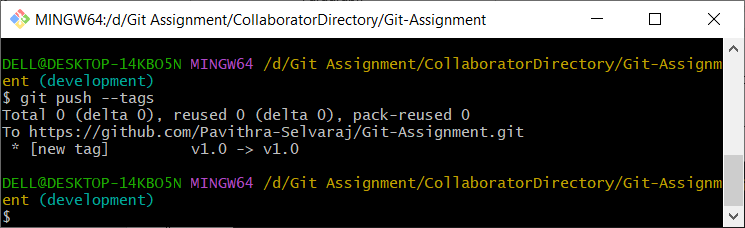 MINGW64:/d/Git Assignment/CollaboratorDirectory/Git-Assignment
DELL@DESKTOP-14KBO5N MINGW64 /d/Git Assignment/CollaboratorDirectory/Git-Assignm
ent (development)
$ git push --tags
Total 0 (delta 0), reused 0 (delta 0), pack-reused 0
To https://github.com/Pavithra-Selvaraj/Git-Assignment.git
 * [new tag]         v1.0 -> v1.0
DELL@DESKTOP-14KBO5N MINGW64 /d/Git Assignment/CollaboratorDirectory/Git-Assignm
ent (development)
$